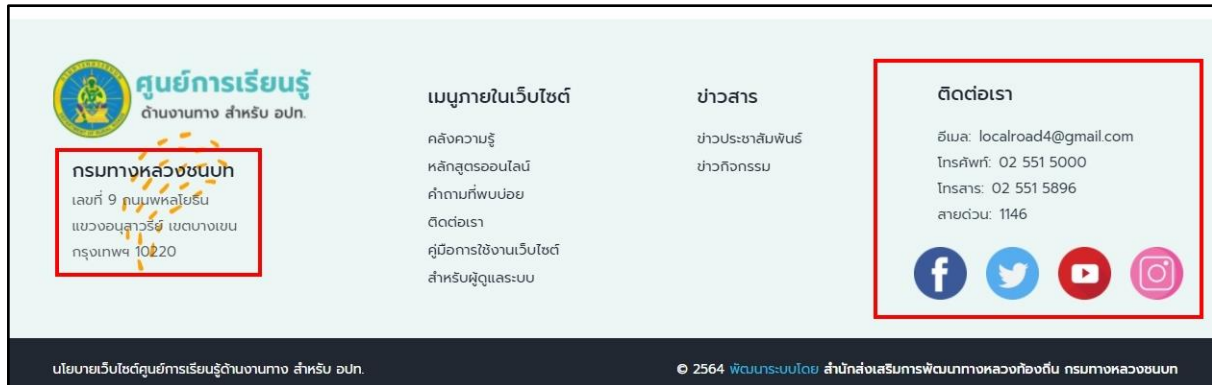 ศูนย์การเรียนรู้
ด้านงานทาง สำหรับ อปท.
กรมทางหลวงชนบท
เลขที่ 9 ถนนพหลโยธิน
แขวงอนุสาวรีย์ เขตบางเขน
กรุงเทพฯ 10220
เมนูภายในเว็บไซต์
คลังความรู้
หลักสูตรออนไลน์
คำถามที่พบบ่อย
ติดต่อเรา
คู่มือการใช้งานเว็บไซต์
สำหรับผู้ดูแลระบบ
ข่าวสาร
ข่าวประชาสัมพันธ์
ข่าวกิจกรรม
ติดต่อเรา
อีเมล: localroad4@gmail.com
โทรศัพท์: 02 551 5000
โทรสาร: 02 551 5896
สายด่วน: 1146
นโยบายเว็บไซต์ศูนย์การเรียนรู้ด้านงานทาง สำหรับ อปท.
© 2564 พัฒนาระบบโดย สำนักส่งเสริมการพัฒนาทางหลวงท้องถิ่น กรมทางหลวงชนบท